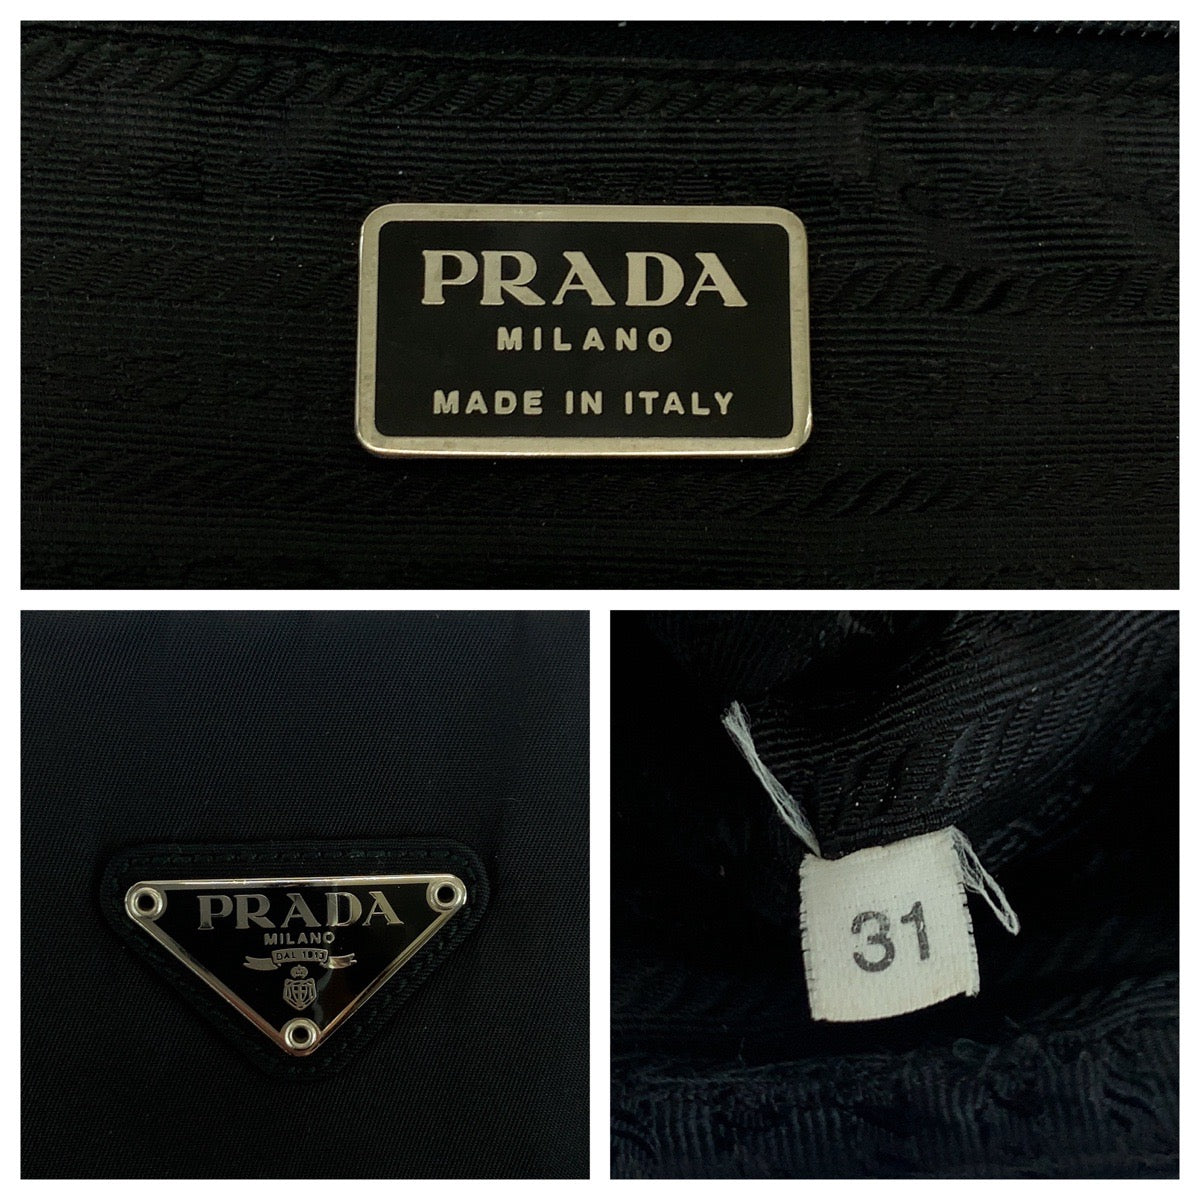 PRADA
MILANO
MADE IN ITALY
PRADA
MILANO
DAL 1913
31